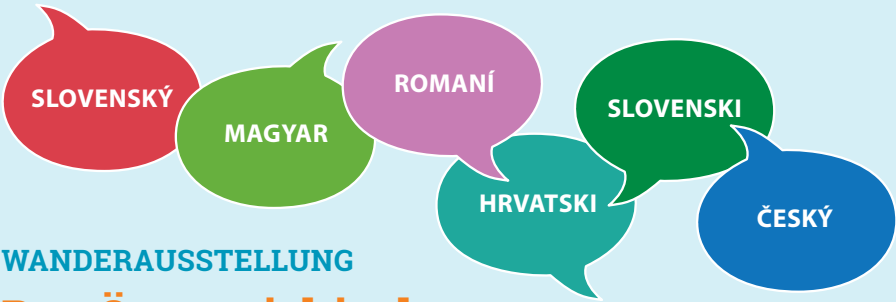 SLOVENSKÝ
MAGYAR
ROMANÍ
HRVATSKI
SLOVENSKI
ČESKÝ
WANDERAUSSTELLUNG